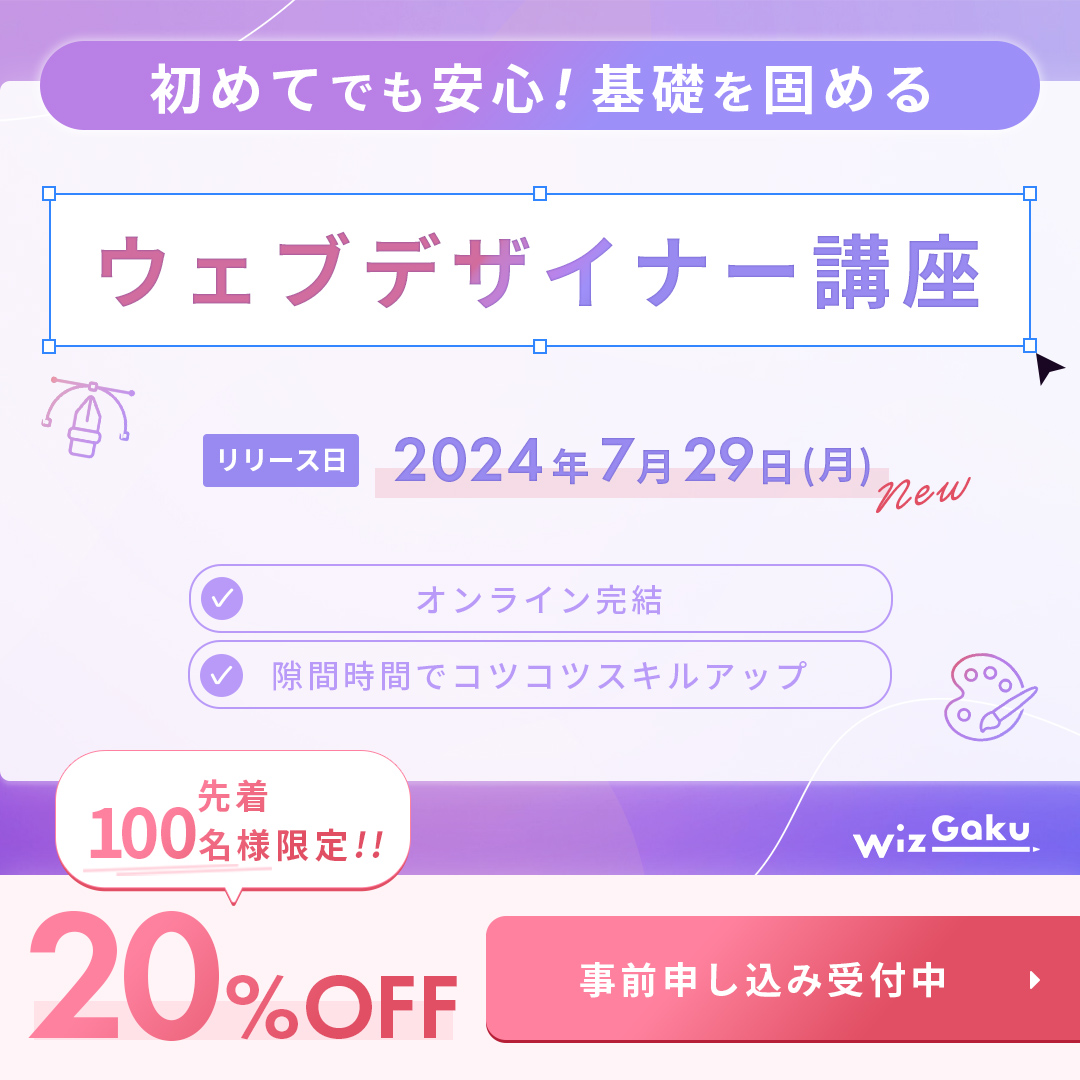 初めてでも安心!基礎を固める
ウェブデザイナー講座
リリース日 2024年7月29日(月)
new
オンライン完結
隙間時間でコツコツスキルアップ
先着
100名様限定!!
WizGaku
20%OFF
事前申し込み受付中